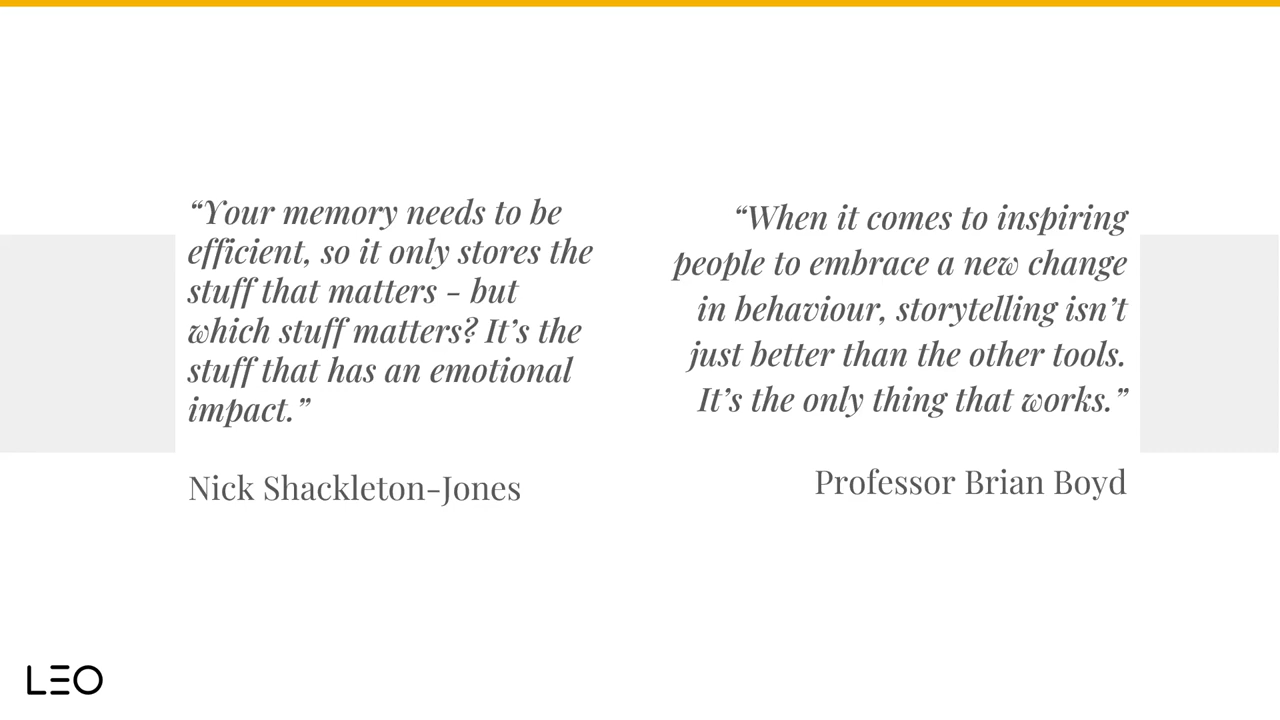 “Your memory needs to be
efficient, so it only stores the
stuff that matters – but
which stuff matters? It’s the
stuff that has an emotional
impact.”
Nick Shackleton-Jones
“When it comes to inspiring
people to embrace a new change
in behaviour, storytelling isn’t
just better than the other tools.
It’s the only thing that works.”
Professor Brian Boyd
LEO